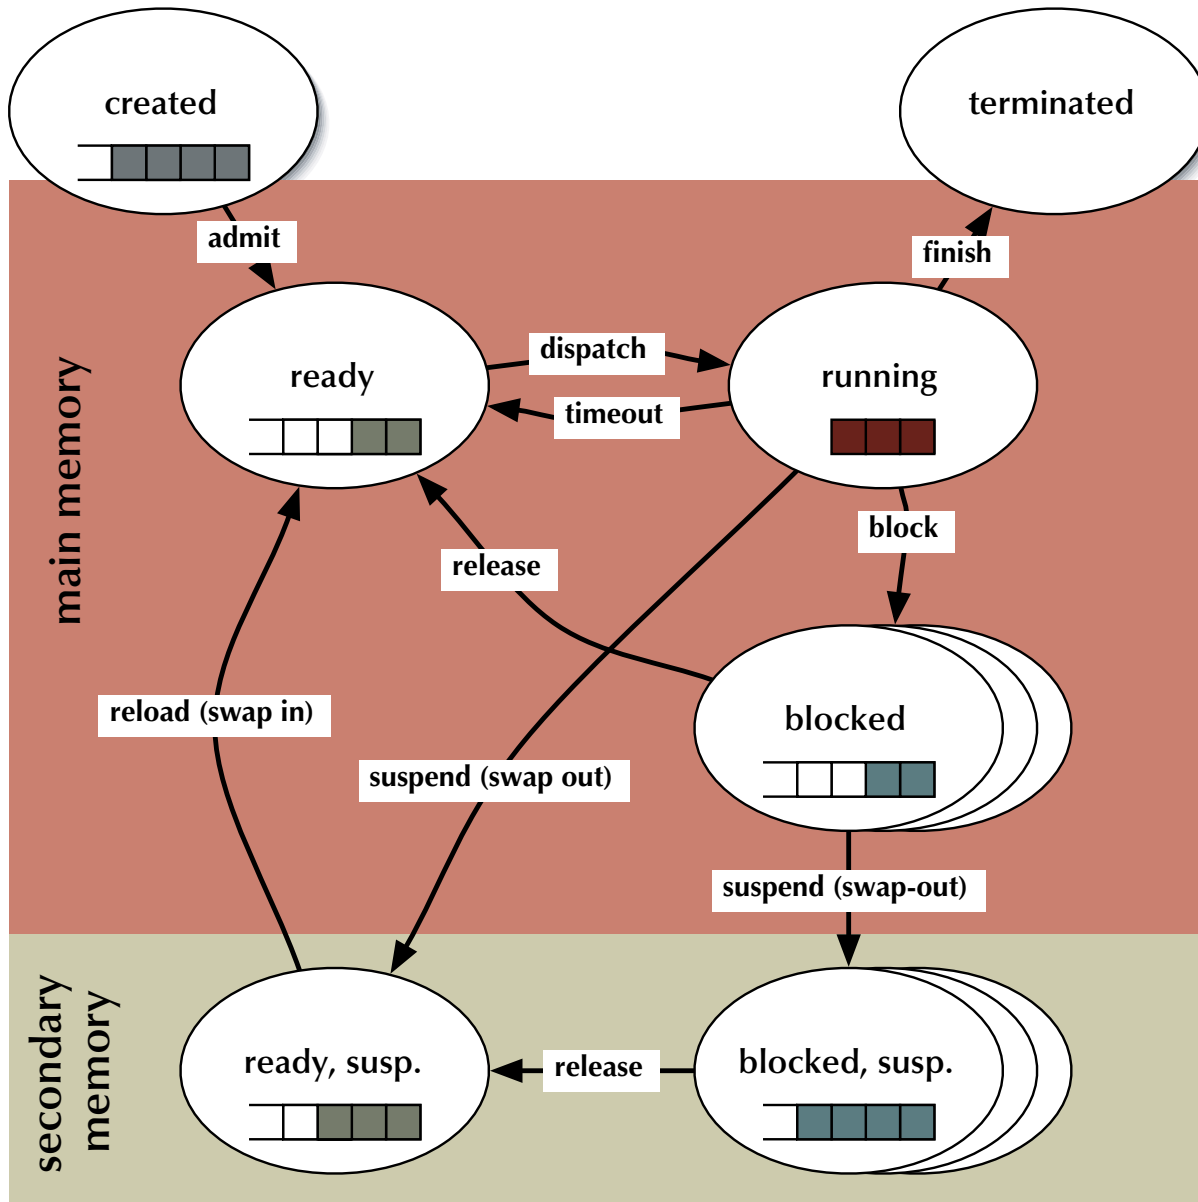 created
terminated
admit
finish
dispatch
ready
running
timeout
main memory
block
release
reload (swap in)
blocked
suspend (swap out)
suspend (swap-out)
secondary
memory
ready, susp.
release
blocked, susp.